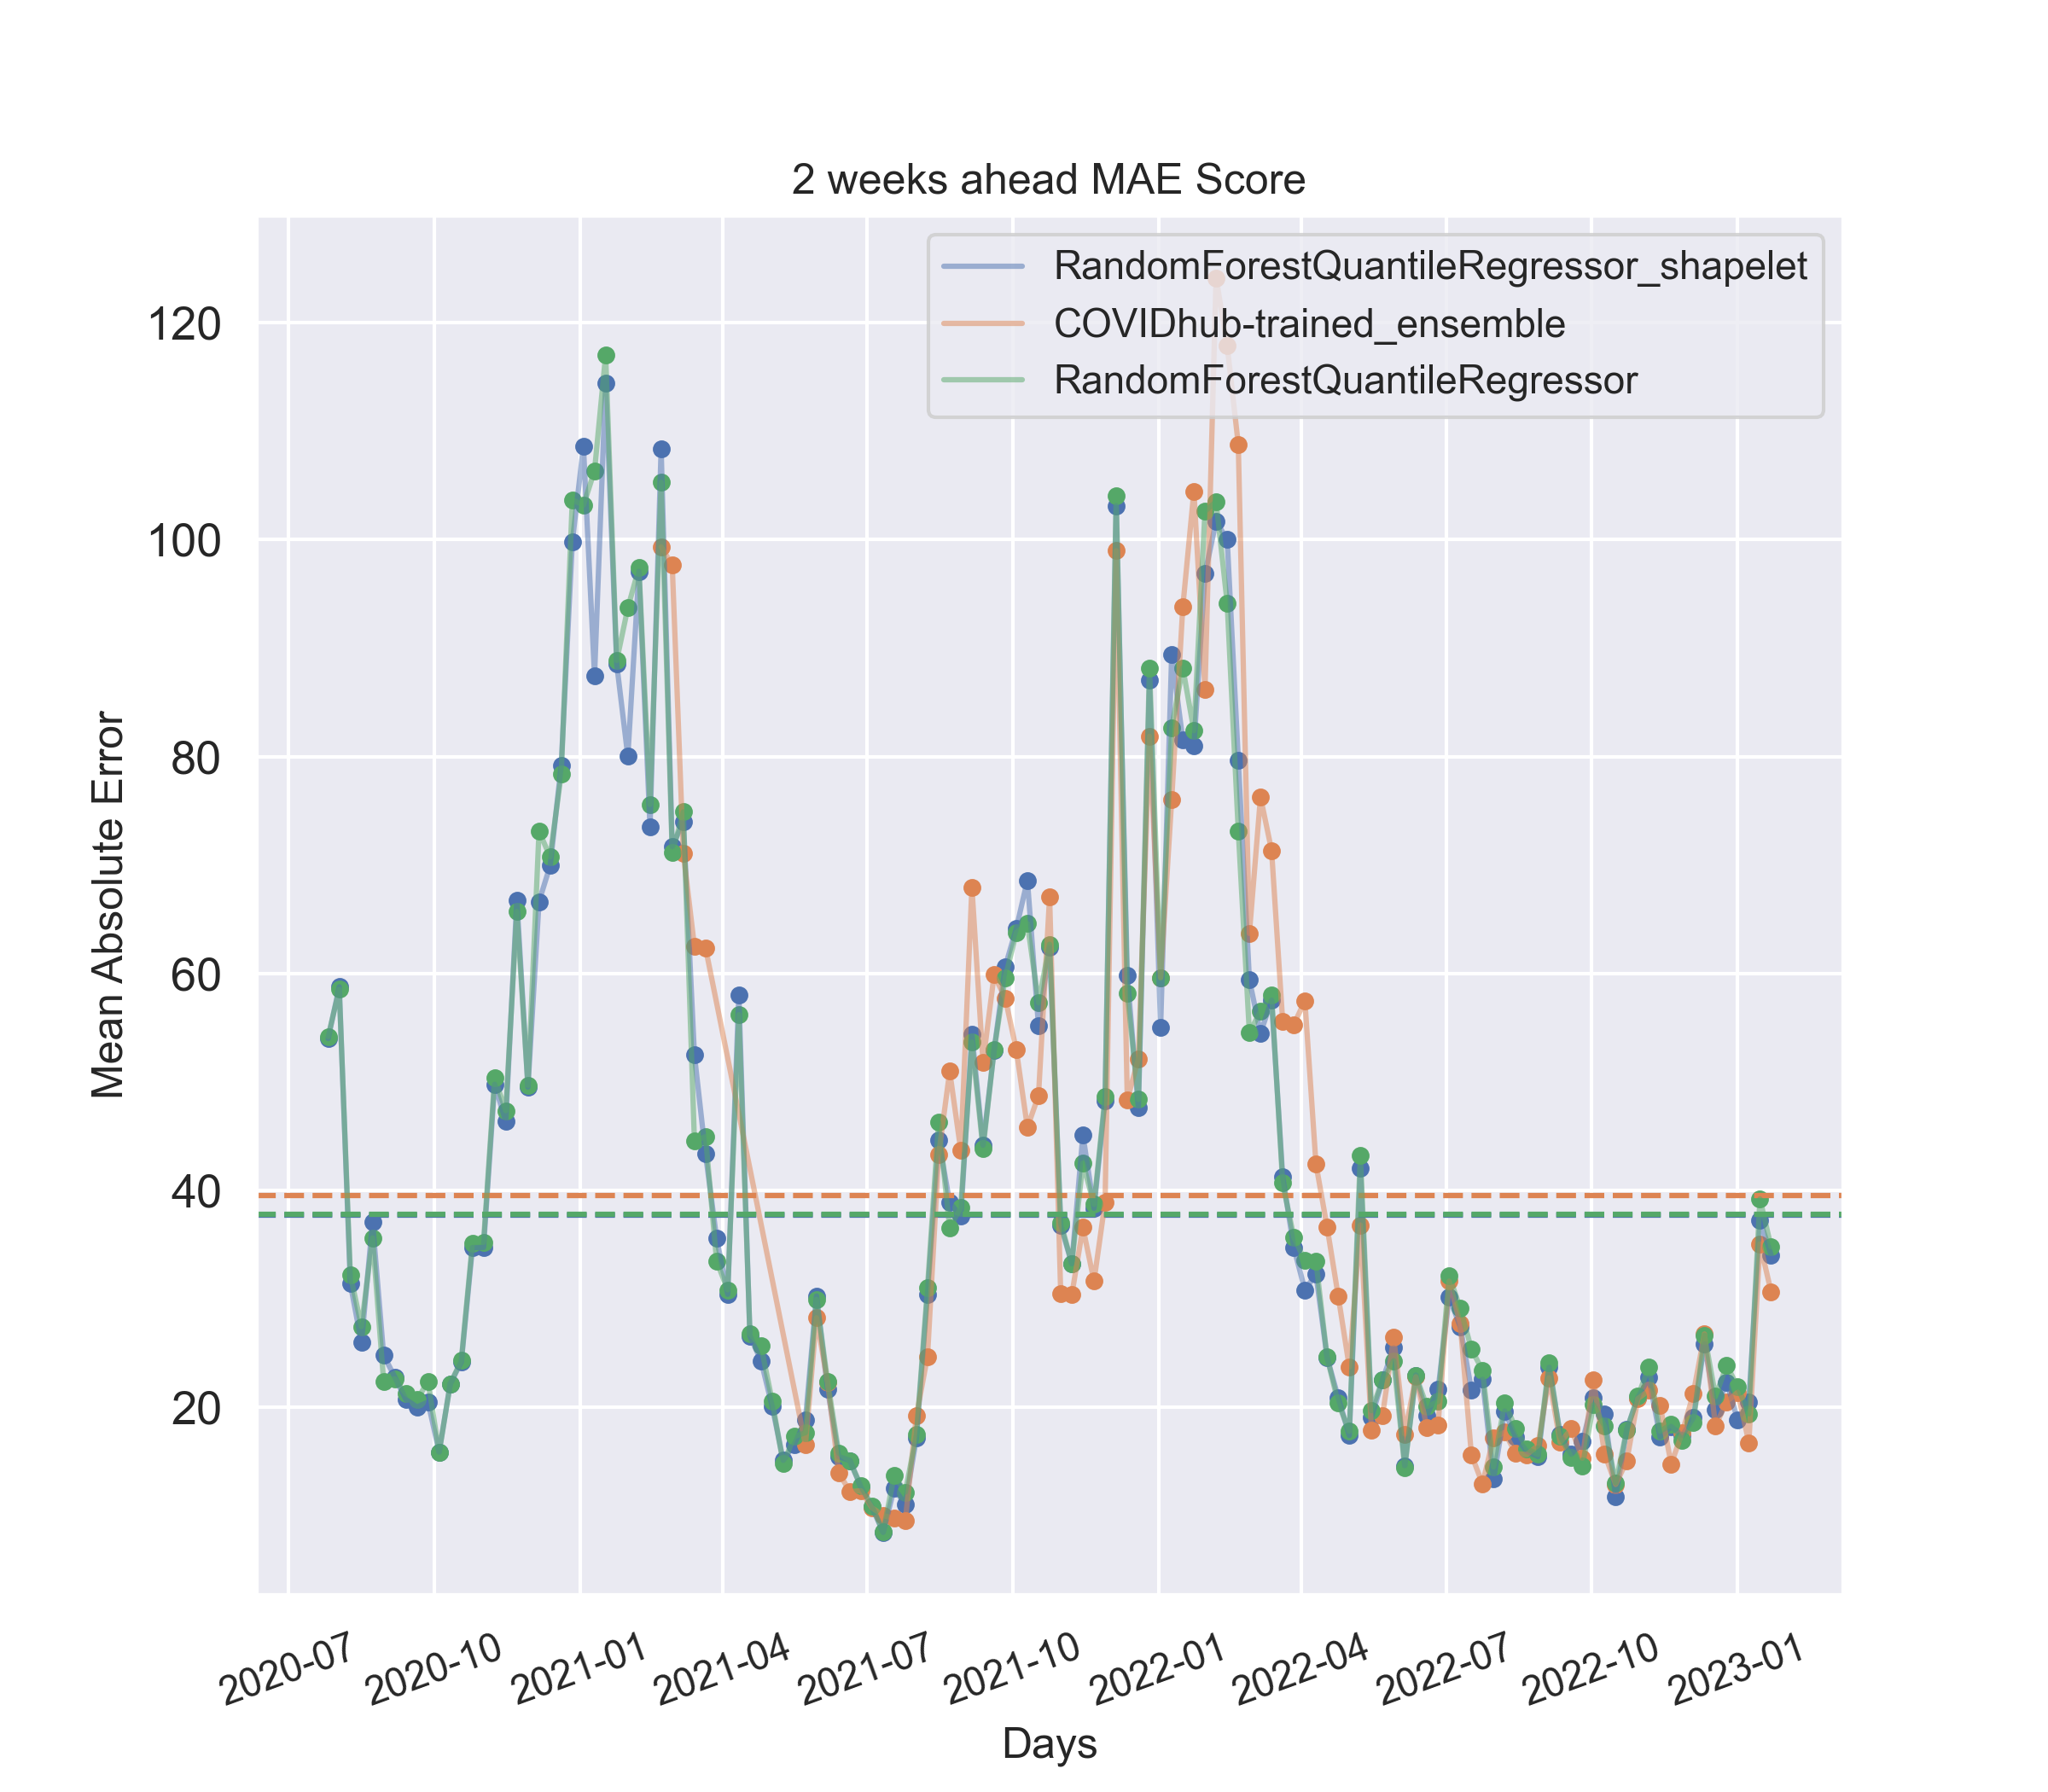 2 weeks ahead MAE Score
RandomForestQuantileRegressor_shapelet
COVIDhub-trained_ensemble
RandomForestQuantileRegressor
120
100
80
60
40
20
Mean Absolute Error
2020-07
2020-10
2021-01
2021-04
2021-07
2021-10
2022-01
2022-04
2022-07
2022-10
2023-01
Days